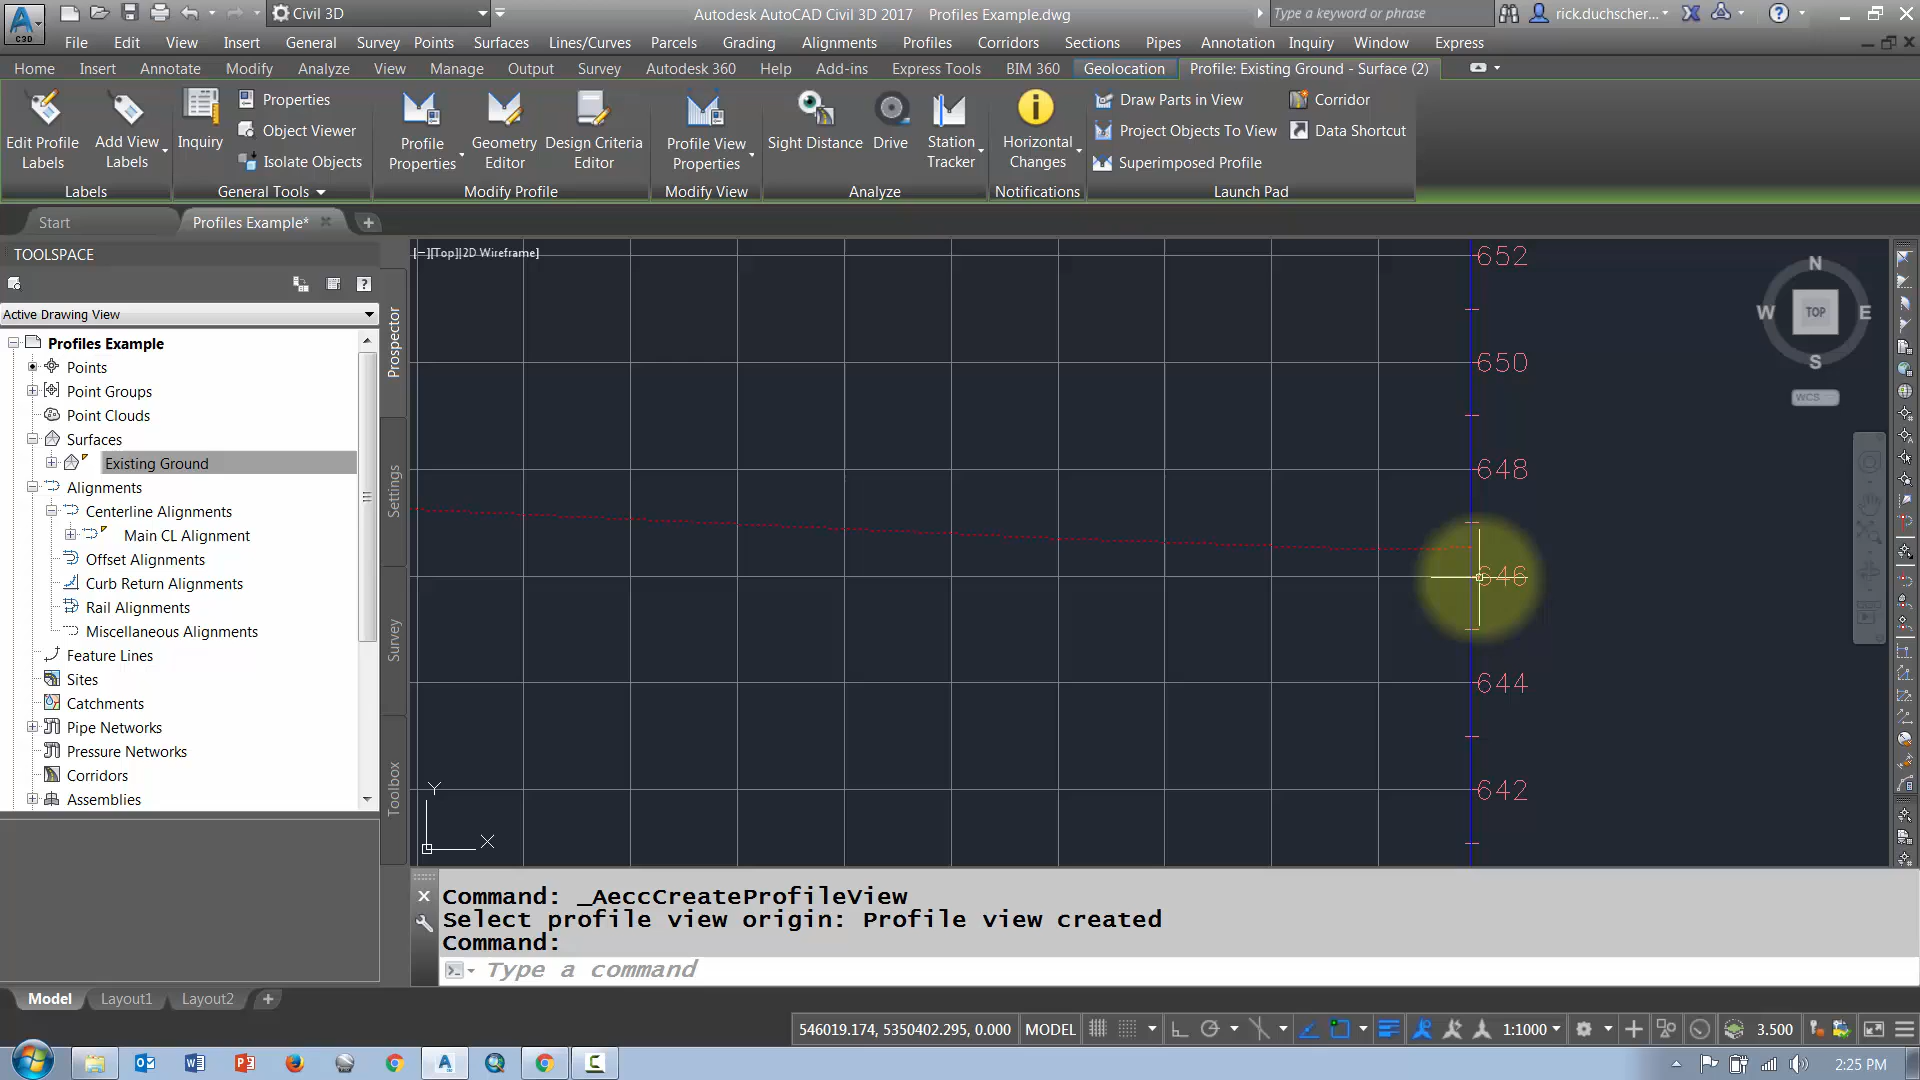 Civil 3D
Autodesk AutoCAD Civil 3D 2017 Profiles Example.dwg
Type a keyword or phrase
rick.duchscher...
C3D
File Edit View Insert General Survey Points Surfaces Lines/Curves Parcels Grading Alignments Profiles Corridors Sections Pipes Annotation Inquiry Window Express
Home Insert Annotate Modify Analyze View Manage Output Survey Autodesk 360 Help Add-ins Express Tools BIM 360 Geolocation Profile: Existing Ground - Surface (2)
Edit Profile Labels
Add View Labels
Inquiry
Properties
Object Viewer
Isolate Objects
Profile Properties
Geometry Editor
Design Criteria Editor
Profile View Properties
Sight Distance
Drive
Station Tracker
Horizontal Changes
Draw Parts in View
Project Objects To View
Superimposed Profile
Corridor
Data Shortcut
Labels
General Tools
Modify Profile
Modify View
Analyze
Notifications
Launch Pad
Start
Profiles Example*
TOOLSPACE
Active Drawing View
Profiles Example
Points
Point Groups
Point Clouds
Surfaces
Existing Ground
Alignments
Centerline Alignments
Main CL Alignment
Offset Alignments
Curb Return Alignments
Rail Alignments
Miscellaneous Alignments
Feature Lines
Sites
Catchments
Pipe Networks
Pressure Networks
Corridors
Assemblies
Prospector
Settings
Survey
Toolbox
[−][Top][2D Wireframe]
652
650
648
646
644
642
N
W
TOP
E
S
WCS
Y
X
Command: _AeccCreateProfileView
Select profile view origin: Profile view created
Command:
Type a command
Model
Layout1
Layout2
546019.174, 5350402.295, 0.000
MODEL
1:1000
3.500
2:25 PM